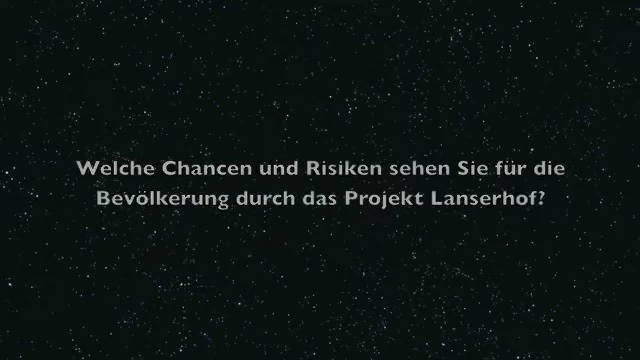 Welche Chancen und Risiken sehen Sie für die
Bevölkerung durch das Projekt Lanserhof?